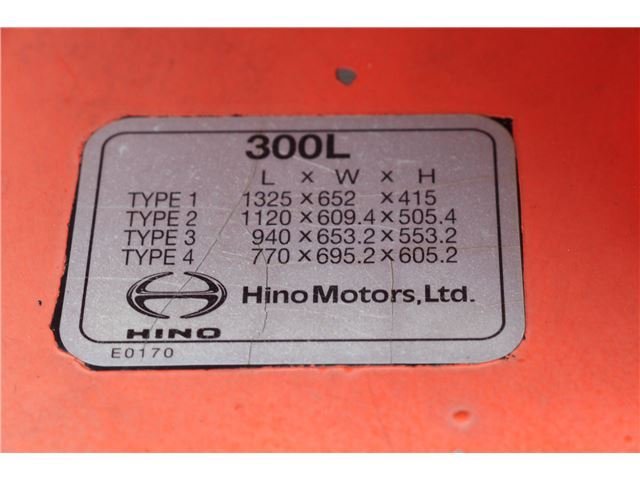 300L
L × W × H
TYPE 1 1325×652 ×415
TYPE 2 1120×609.4×505.4
TYPE 3 940×653.2×553.2
TYPE 4 770×695.2×605.2
HINO
Hino Motors, Ltd.
E0170